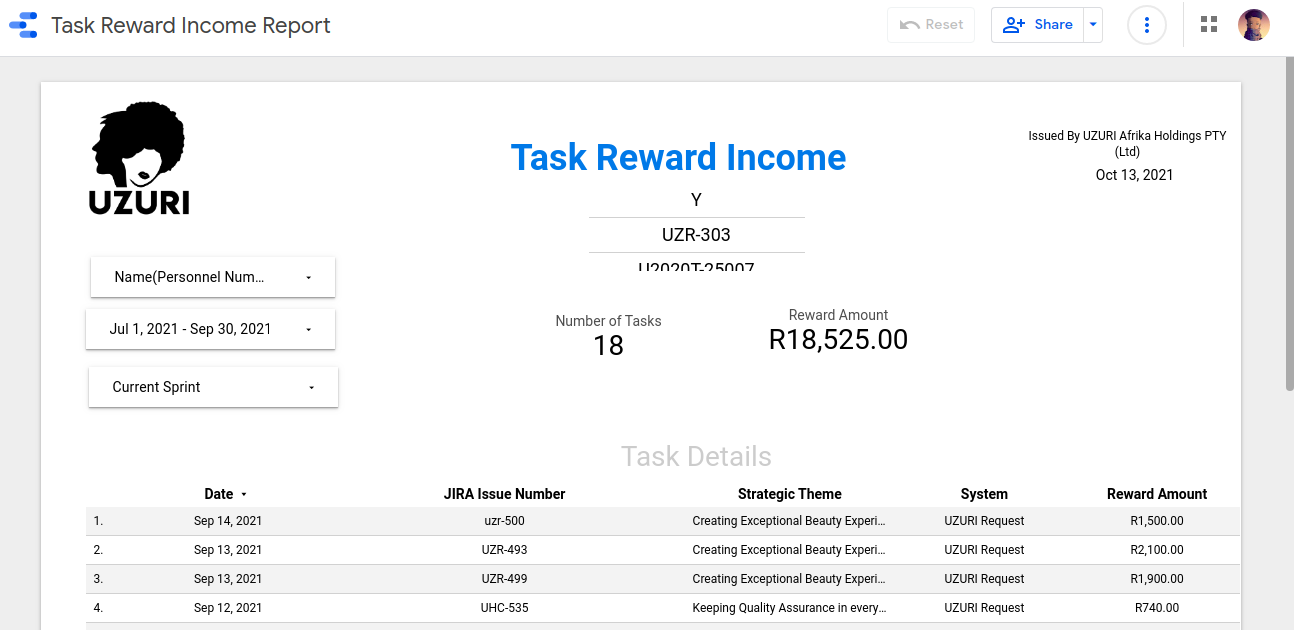 Task Reward Income Report
Reset
Share
UZURI
Task Reward Income
Issued By UZURI Afrika Holdings PTY
(Ltd)
Oct 13, 2021
Y
UZR-303
U2020T-25007
Name(Personnel Num...
Jul 1, 2021 - Sep 30, 2021
Current Sprint
Number of Tasks
18
Reward Amount
R18,525.00
Task Details
Date JIRA Issue Number Strategic Theme System Reward Amount
1. Sep 14, 2021 uzr-500 Creating Exceptional Beauty Experi... UZURI Request R1,500.00
2. Sep 13, 2021 UZR-493 Creating Exceptional Beauty Experi... UZURI Request R2,100.00
3. Sep 13, 2021 UZR-499 Creating Exceptional Beauty Experi... UZURI Request R1,900.00
4. Sep 12, 2021 UHC-535 Keeping Quality Assurance in every... UZURI Request R740.00